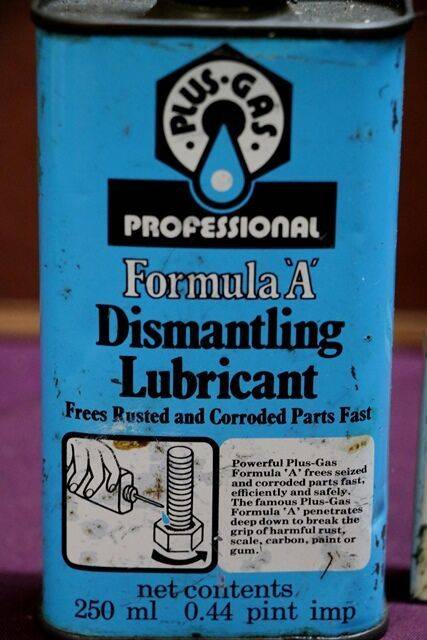 PLUS·GAS
PROFESSIONAL
Formula 'A'
Dismantling
Lubricant
Frees Rusted and Corroded Parts Fast
Powerful Plus-Gas
Formula 'A' frees seized
and corroded parts fast,
efficiently and safely.
The famous Plus-Gas
Formula 'A' penetrates
deep down to break the
grip of harmful rust,
scale, carbon, paint or
gum.
net contents
250 ml 0.44 pint imp